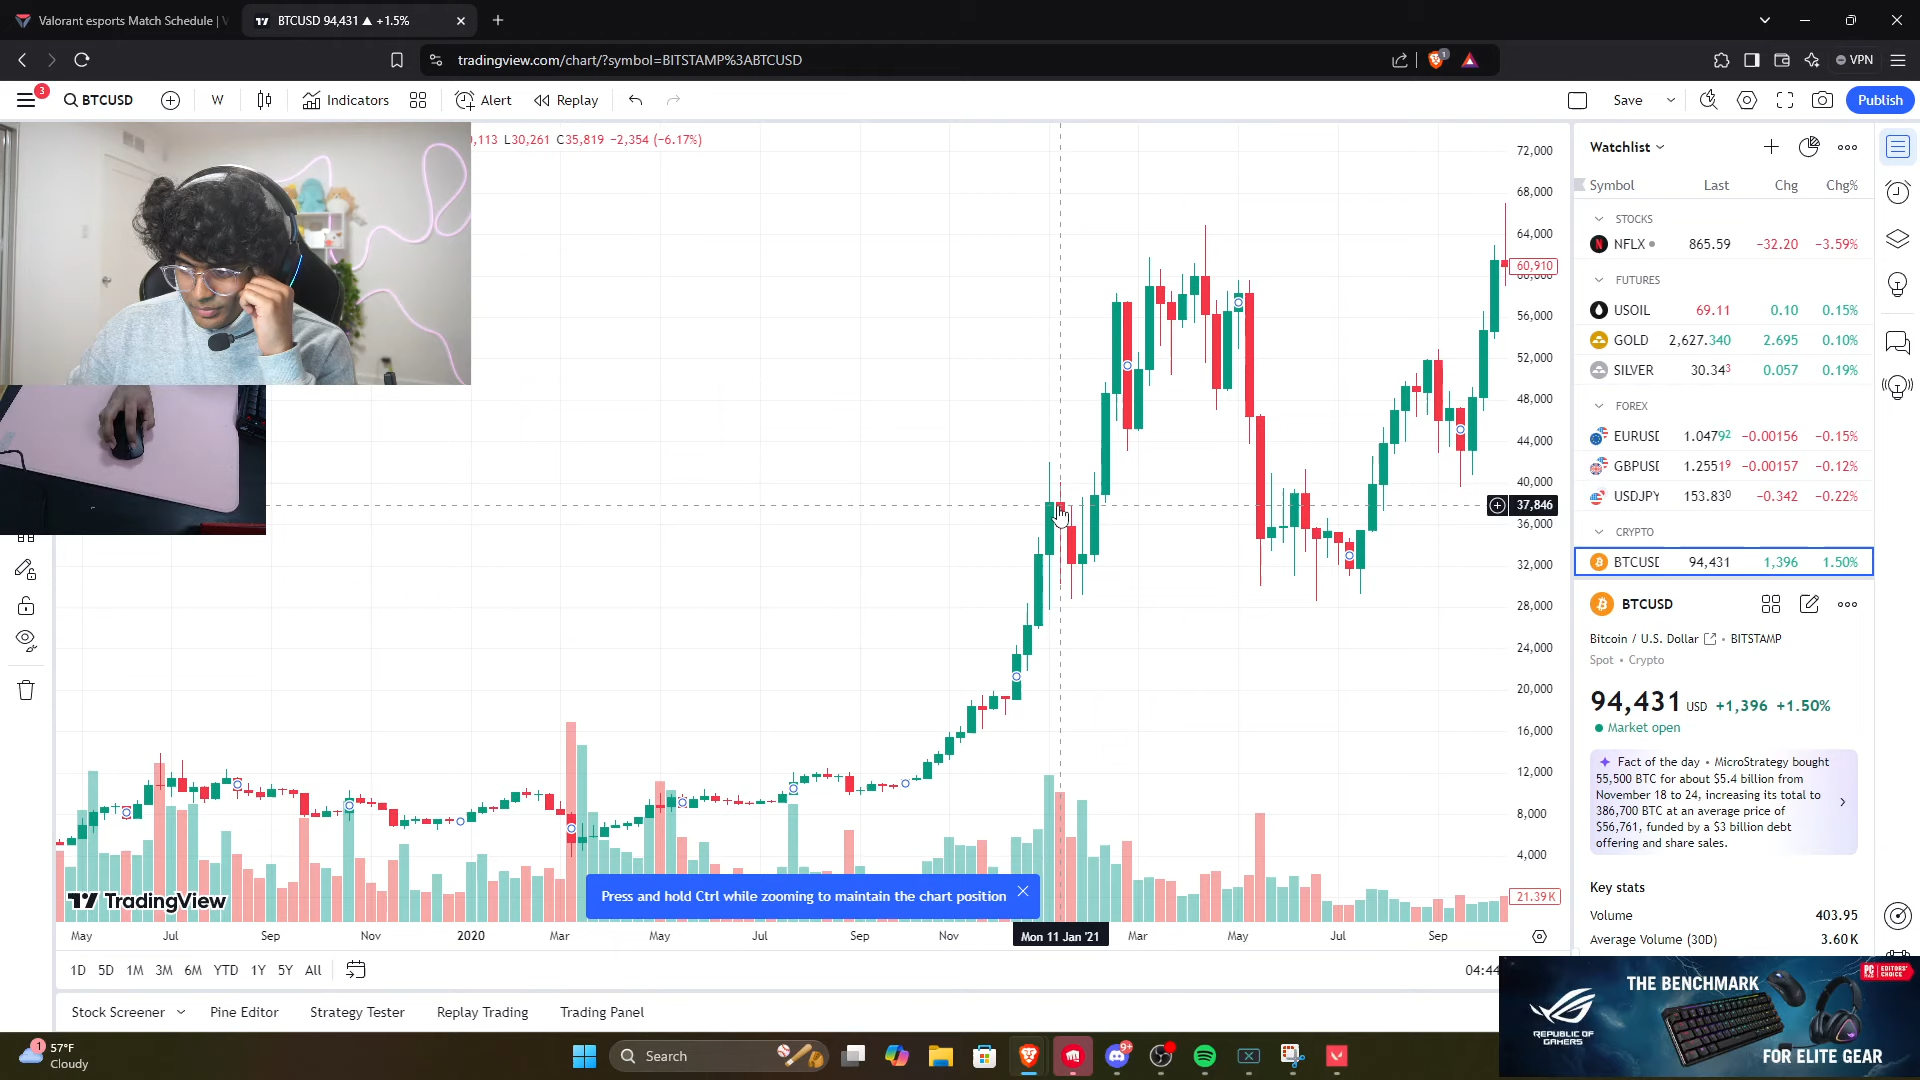 Valorant esports Match Schedule | V
BTCUSD 94,431 ▲ +1.5%
tradingview.com/chart/?symbol=BITSTAMP%3ABTCUSD
1
VPN
3
BTCUSD
W
Indicators
Alert
Replay
Save
Publish
,113 L30,261 C35,819 −2,354 (−6.17%)
72,000
68,000
64,000
60,910
60,000
56,000
52,000
48,000
44,000
40,000
37,846
36,000
32,000
28,000
24,000
20,000
16,000
12,000
8,000
4,000
21.39 K
Watchlist
Symbol Last Chg Chg%
STOCKS
NFLX 865.59 −32.20 −3.59%
FUTURES
USOIL 69.11 0.10 0.15%
GOLD 2,627.340 2.695 0.10%
SILVER 30.343 0.057 0.19%
FOREX
EURUSD 1.04792 −0.00156 −0.15%
GBPUSD 1.25519 −0.00157 −0.12%
USDJPY 153.830 −0.342 −0.22%
CRYPTO
BTCUSD 94,431 1,396 1.50%
BTCUSD
Bitcoin / U.S. Dollar • BITSTAMP
Spot • Crypto
94,431 USD +1,396 +1.50%
Market open
Fact of the day • MicroStrategy bought
55,500 BTC for about $5.4 billion from
November 18 to 24, increasing its total to
386,700 BTC at an average price of
$56,761, funded by a $3 billion debt
offering and share sales.
Key stats
Volume 403.95
Average Volume (30D) 3.60K
TradingView
Press and hold Ctrl while zooming to maintain the chart position
May Jul Sep Nov 2020 Mar May Jul Sep Nov Mon 11 Jan '21 Mar May Jul Sep
1D 5D 1M 3M 6M YTD 1Y 5Y All
04:44
Stock Screener Pine Editor Strategy Tester Replay Trading Trading Panel
THE BENCHMARK
PC
EDITORS'
CHOICE
REPUBLIC OF
GAMERS
FOR ELITE GEAR
1
57°F
Cloudy
Search
9+